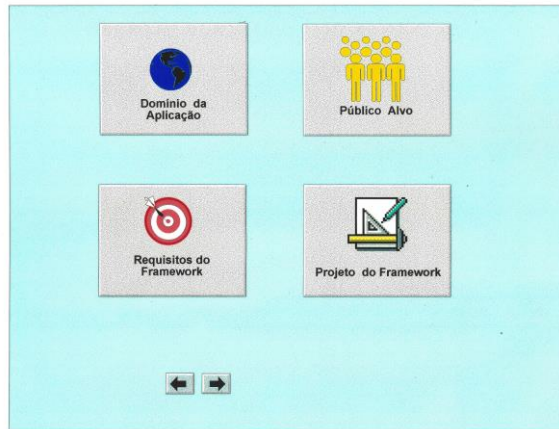 Domínio da
Aplicação
Público Alvo
Requisitos do
Framework
Projeto do Framework